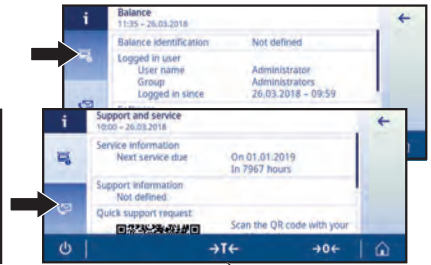 i
Balance
11:35 – 26.03.2018
Balance identification Not defined
Logged in user
User name Administrator
Group Administrators
Logged in since 26.03.2018 – 09:59
i
Support and service
10:00 – 26.03.2018
Service information
Next service due On 01.01.2019
In 7967 hours
Support information
Not defined
Quick support request
Scan the QR code with your
→T← →0←